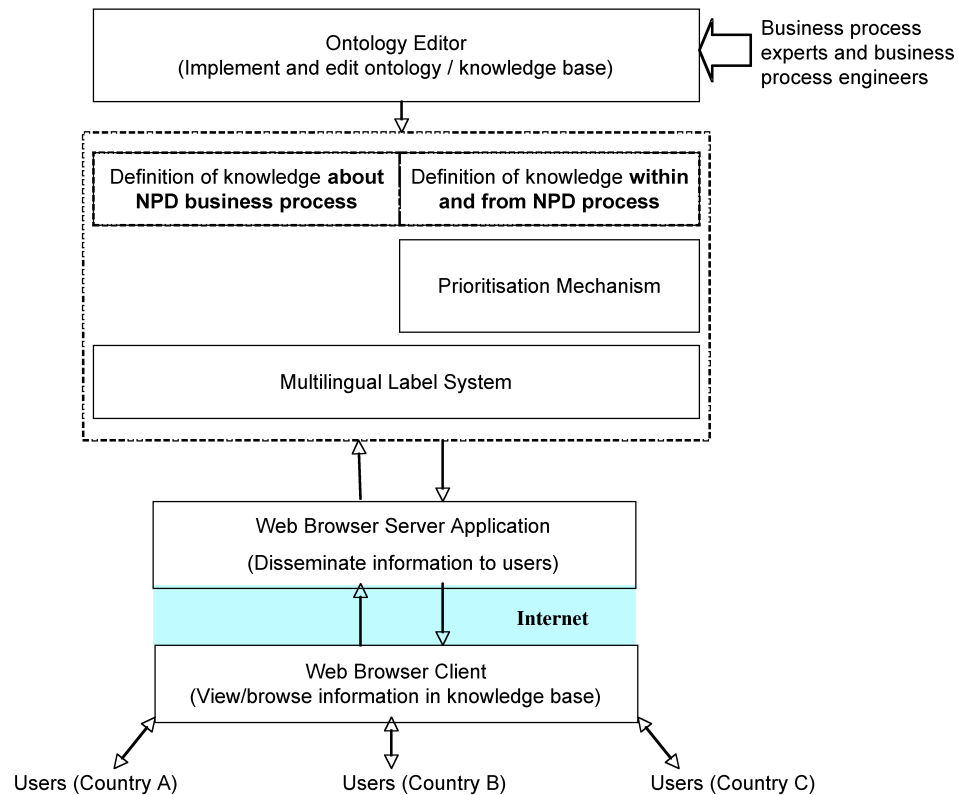 Ontology Editor
(Implement and edit ontology / knowledge base)
Business process
experts and business
process engineers
Definition of knowledge about
NPD business process
Definition of knowledge within
and from NPD process
Prioritisation Mechanism
Multilingual Label System
Web Browser Server Application
(Disseminate information to users)
Internet
Web Browser Client
(View/browse information in knowledge base)
Users (Country A)
Users (Country B)
Users (Country C)